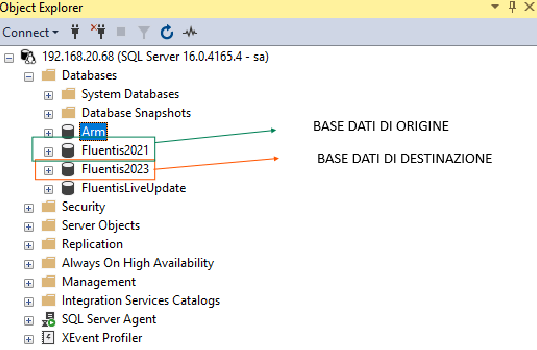 Object Explorer
Connect
192.168.20.68 (SQL Server 16.0.4165.4 - sa)
Databases
System Databases
Database Snapshots
Arm
Fluentis2021
BASE DATI DI ORIGINE
Fluentis2023
BASE DATI DI DESTINAZIONE
FluentisLiveUpdate
Security
Server Objects
Replication
Always On High Availability
Management
Integration Services Catalogs
SQL Server Agent
XEvent Profiler